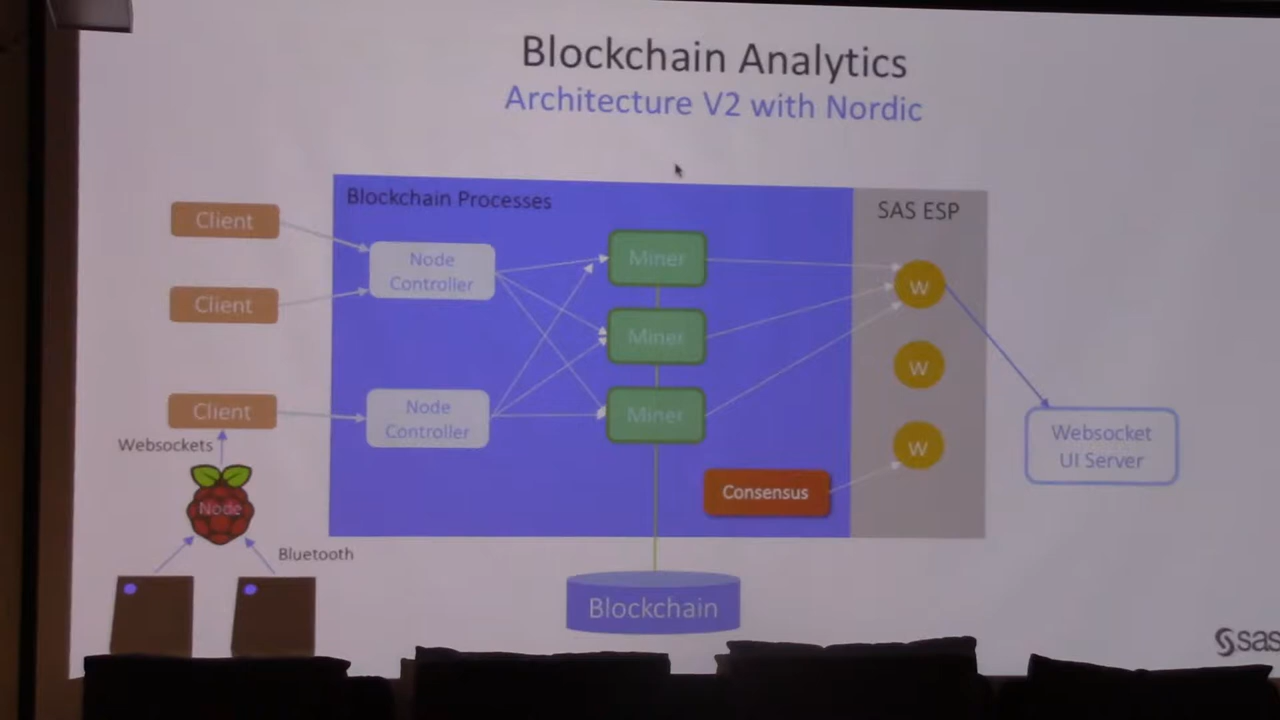 Blockchain Analytics
Architecture V2 with Nordic
Blockchain Processes
SAS ESP
Client
Client
Client
Node
Controller
Node
Controller
Miner
Miner
Miner
W
W
W
Consensus
Websocket
UI Server
Websockets
Node
Bluetooth
Blockchain
sas